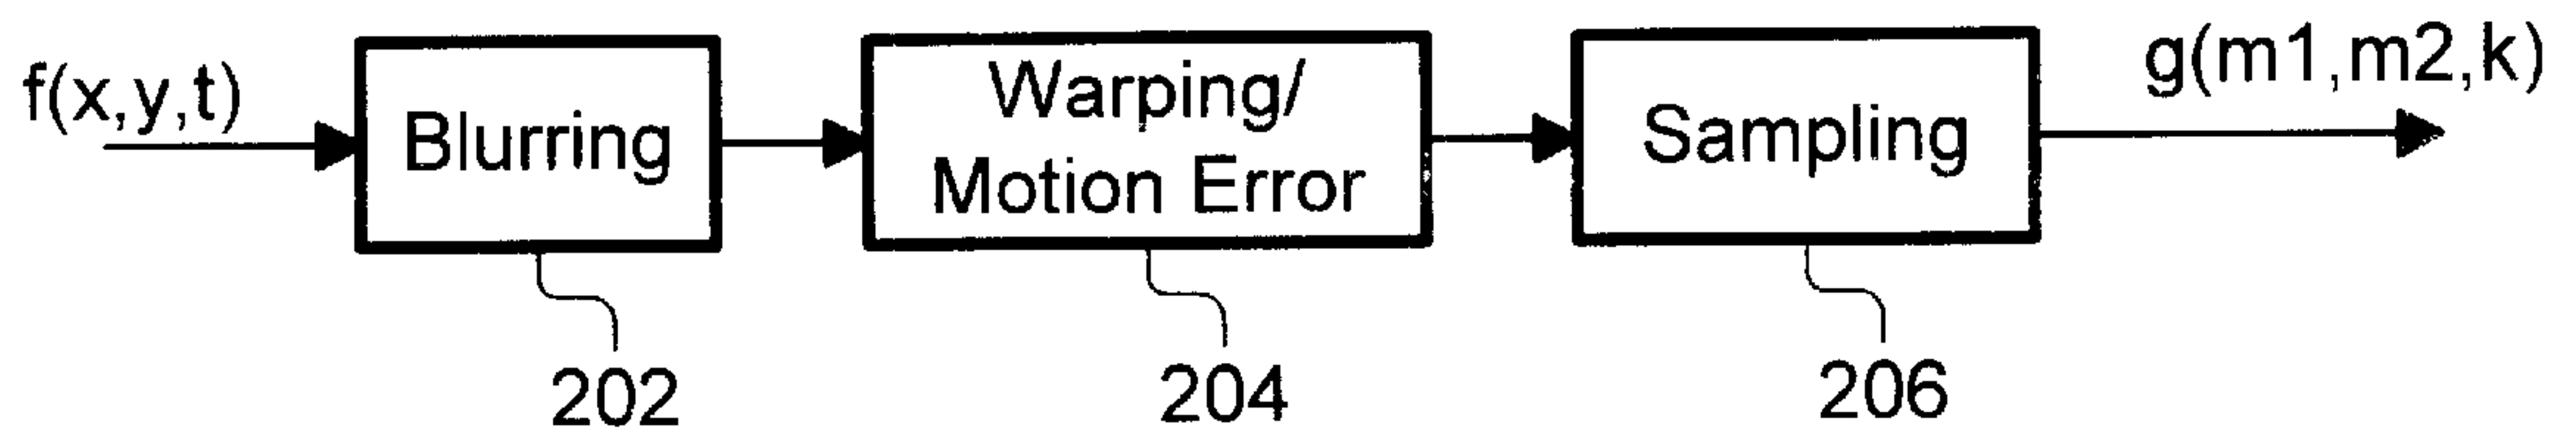 f(x,y,t)
Blurring
Warping/
Motion Error
Sampling
g(m1,m2,k)
202
204
206